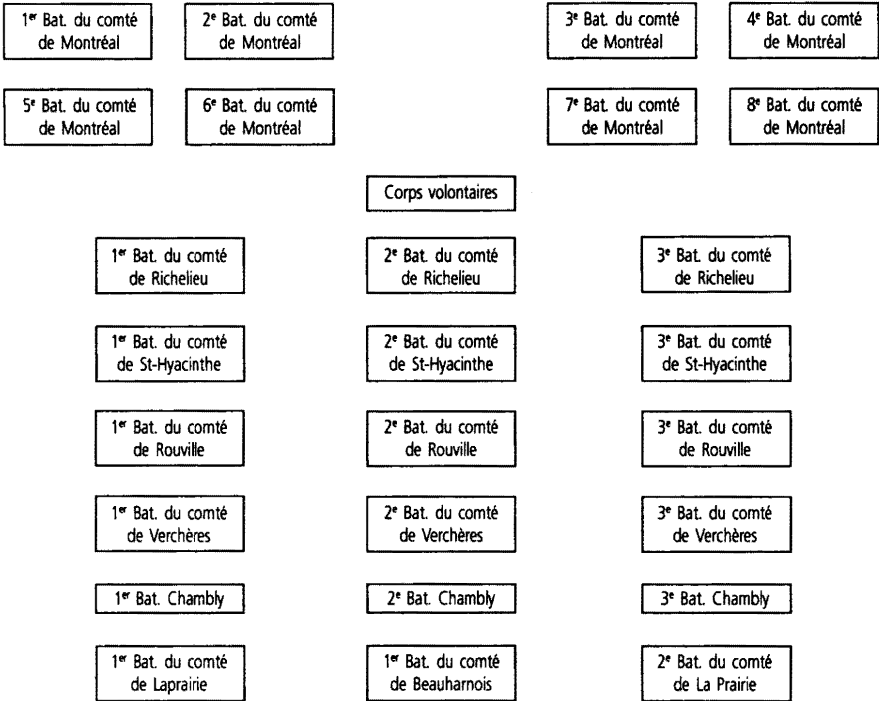 1er Bat. du comté
de Montréal
2e Bat. du comté
de Montréal
3e Bat. du comté
de Montréal
4e Bat. du comté
de Montréal
5e Bat. du comté
de Montréal
6e Bat. du comté
de Montréal
7e Bat. du comté
de Montréal
8e Bat. du comté
de Montréal
Corps volontaires
1er Bat. du comté
de Richelieu
2e Bat. du comté
de Richelieu
3e Bat. du comté
de Richelieu
1er Bat. du comté
de St-Hyacinthe
2e Bat. du comté
de St-Hyacinthe
3e Bat. du comté
de St-Hyacinthe
1er Bat. du comté
de Rouville
2e Bat. du comté
de Rouville
3e Bat. du comté
de Rouville
1er Bat. du comté
de Verchères
2e Bat. du comté
de Verchères
3e Bat. du comté
de Verchères
1er Bat. Chambly
2e Bat. Chambly
3e Bat. Chambly
1er Bat. du comté
de Laprairie
1er Bat. du comté
de Beauharnois
2e Bat. du comté
de La Prairie